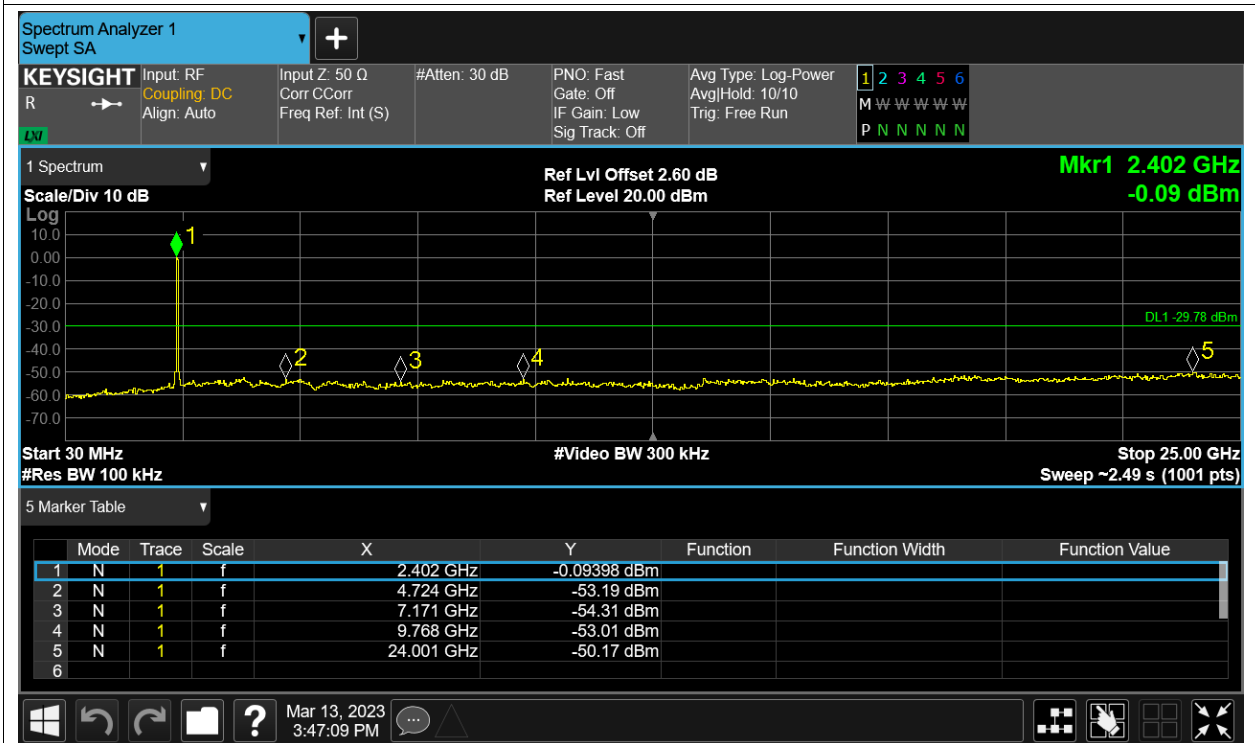 Spectrum Analyzer 1
Swept SA
KEYSIGHT
R
LXI
Input: RF
Coupling: DC
Align: Auto
Input Z: 50 Ω
Corr CCorr
Freq Ref: Int (S)
#Atten: 30 dB
PNO: Fast
Gate: Off
IF Gain: Low
Sig Track: Off
Avg Type: Log-Power
Avg|Hold: 10/10
Trig: Free Run
1 2 3 4 5 6
M W W W W W W
P N N N N N N
1 Spectrum
Scale/Div 10 dB
Ref Lvl Offset 2.60 dB
Ref Level 20.00 dBm
Mkr1 2.402 GHz
-0.09 dBm
Log
10.0
0.00
-10.0
-20.0
-30.0
-40.0
-50.0
-60.0
-70.0
1
2
3
4
5
DL1 -29.78 dBm
Start 30 MHz
#Res BW 100 kHz
#Video BW 300 kHz
Stop 25.00 GHz
Sweep ~2.49 s (1001 pts)
5 Marker Table
Mode Trace Scale X Y Function Function Width Function Value
1 N 1 f 2.402 GHz -0.09398 dBm
2 N 1 f 4.724 GHz -53.19 dBm
3 N 1 f 7.171 GHz -54.31 dBm
4 N 1 f 9.768 GHz -53.01 dBm
5 N 1 f 24.001 GHz -50.17 dBm
6
?
Mar 13, 2023
3:47:09 PM